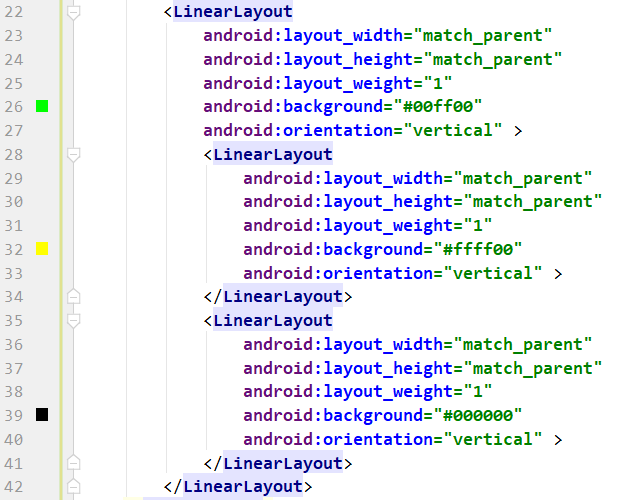 22 <LinearLayout
23 android:layout_width="match_parent"
24 android:layout_height="match_parent"
25 android:layout_weight="1"
26 android:background="#00ff00"
27 android:orientation="vertical" >
28 <LinearLayout
29 android:layout_width="match_parent"
30 android:layout_height="match_parent"
31 android:layout_weight="1"
32 android:background="#ffff00"
33 android:orientation="vertical" >
34 </LinearLayout>
35 <LinearLayout
36 android:layout_width="match_parent"
37 android:layout_height="match_parent"
38 android:layout_weight="1"
39 android:background="#000000"
40 android:orientation="vertical" >
41 </LinearLayout>
42 </LinearLayout>